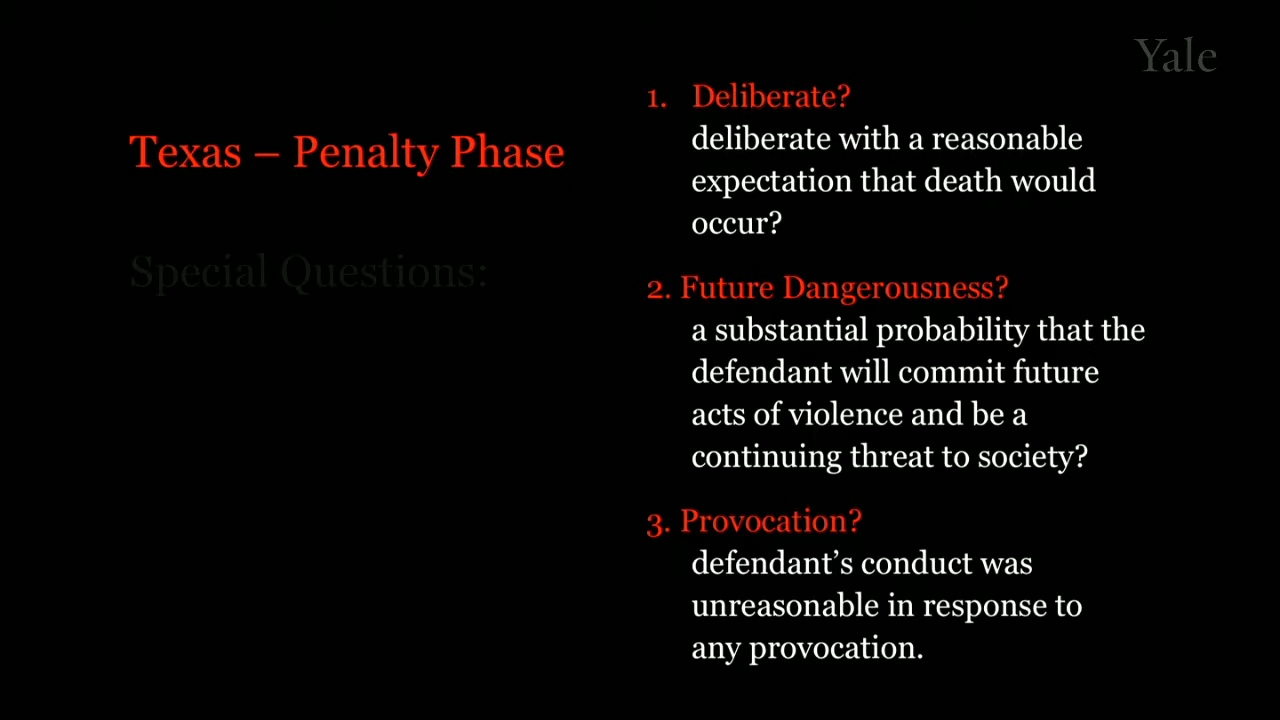 Yale
Texas – Penalty Phase
Special Questions:
1. Deliberate?
deliberate with a reasonable
expectation that death would
occur?
2. Future Dangerousness?
a substantial probability that the
defendant will commit future
acts of violence and be a
continuing threat to society?
3. Provocation?
defendant’s conduct was
unreasonable in response to
any provocation.